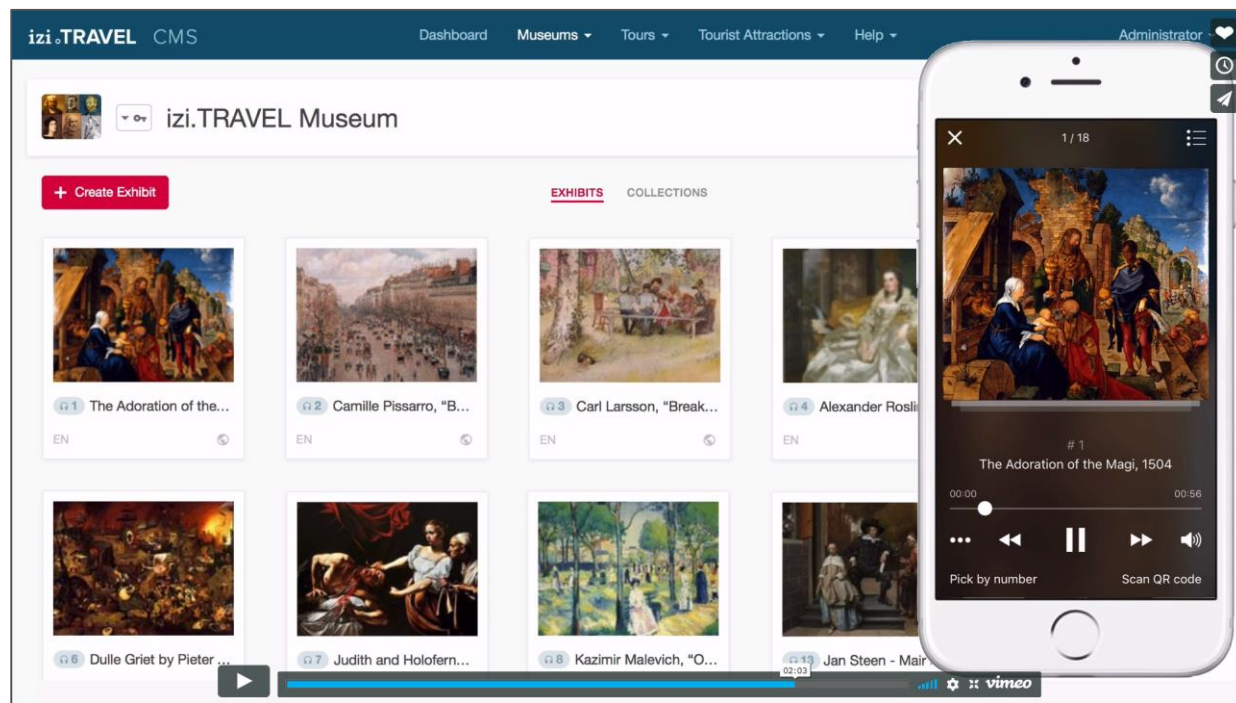 izi.TRAVEL CMS
Dashboard
Museums
Tours
Tourist Attractions
Help
Administrator
izi.TRAVEL Museum
+ Create Exhibit
EXHIBITS
COLLECTIONS
1 The Adoration of the...
EN
2 Camille Pissarro, "B...
EN
3 Carl Larsson, "Break...
EN
4 Alexander Rosli
EN
6 Dulle Griet by Pieter ...
7 Judith and Holofern...
8 Kazimir Malevich, "O...
13 Jan Steen - Mair
1 / 18
# 1
The Adoration of the Magi, 1504
00:00
00:56
Pick by number
Scan QR code
02:03
vimeo